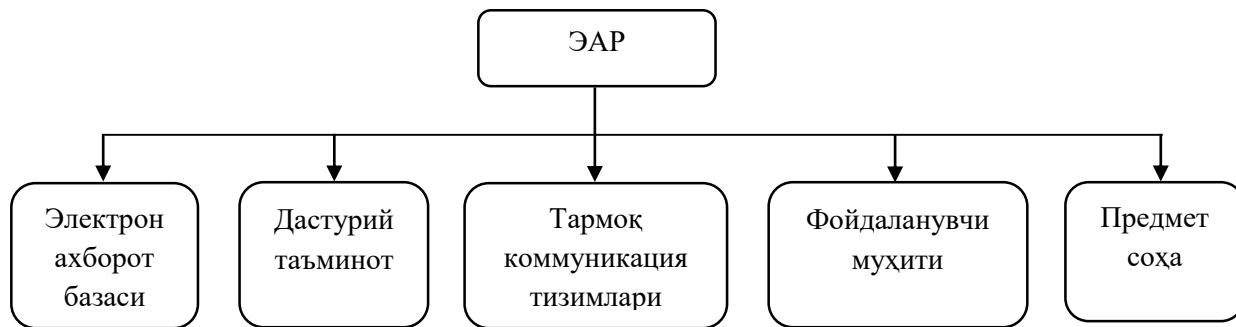 ЭАР
Электрон
ахборот
базаси
Дастурий
таъминот
Тармоқ
коммуникация
тизимлари
Фойдаланувчи
муҳити
Предмет
соҳа